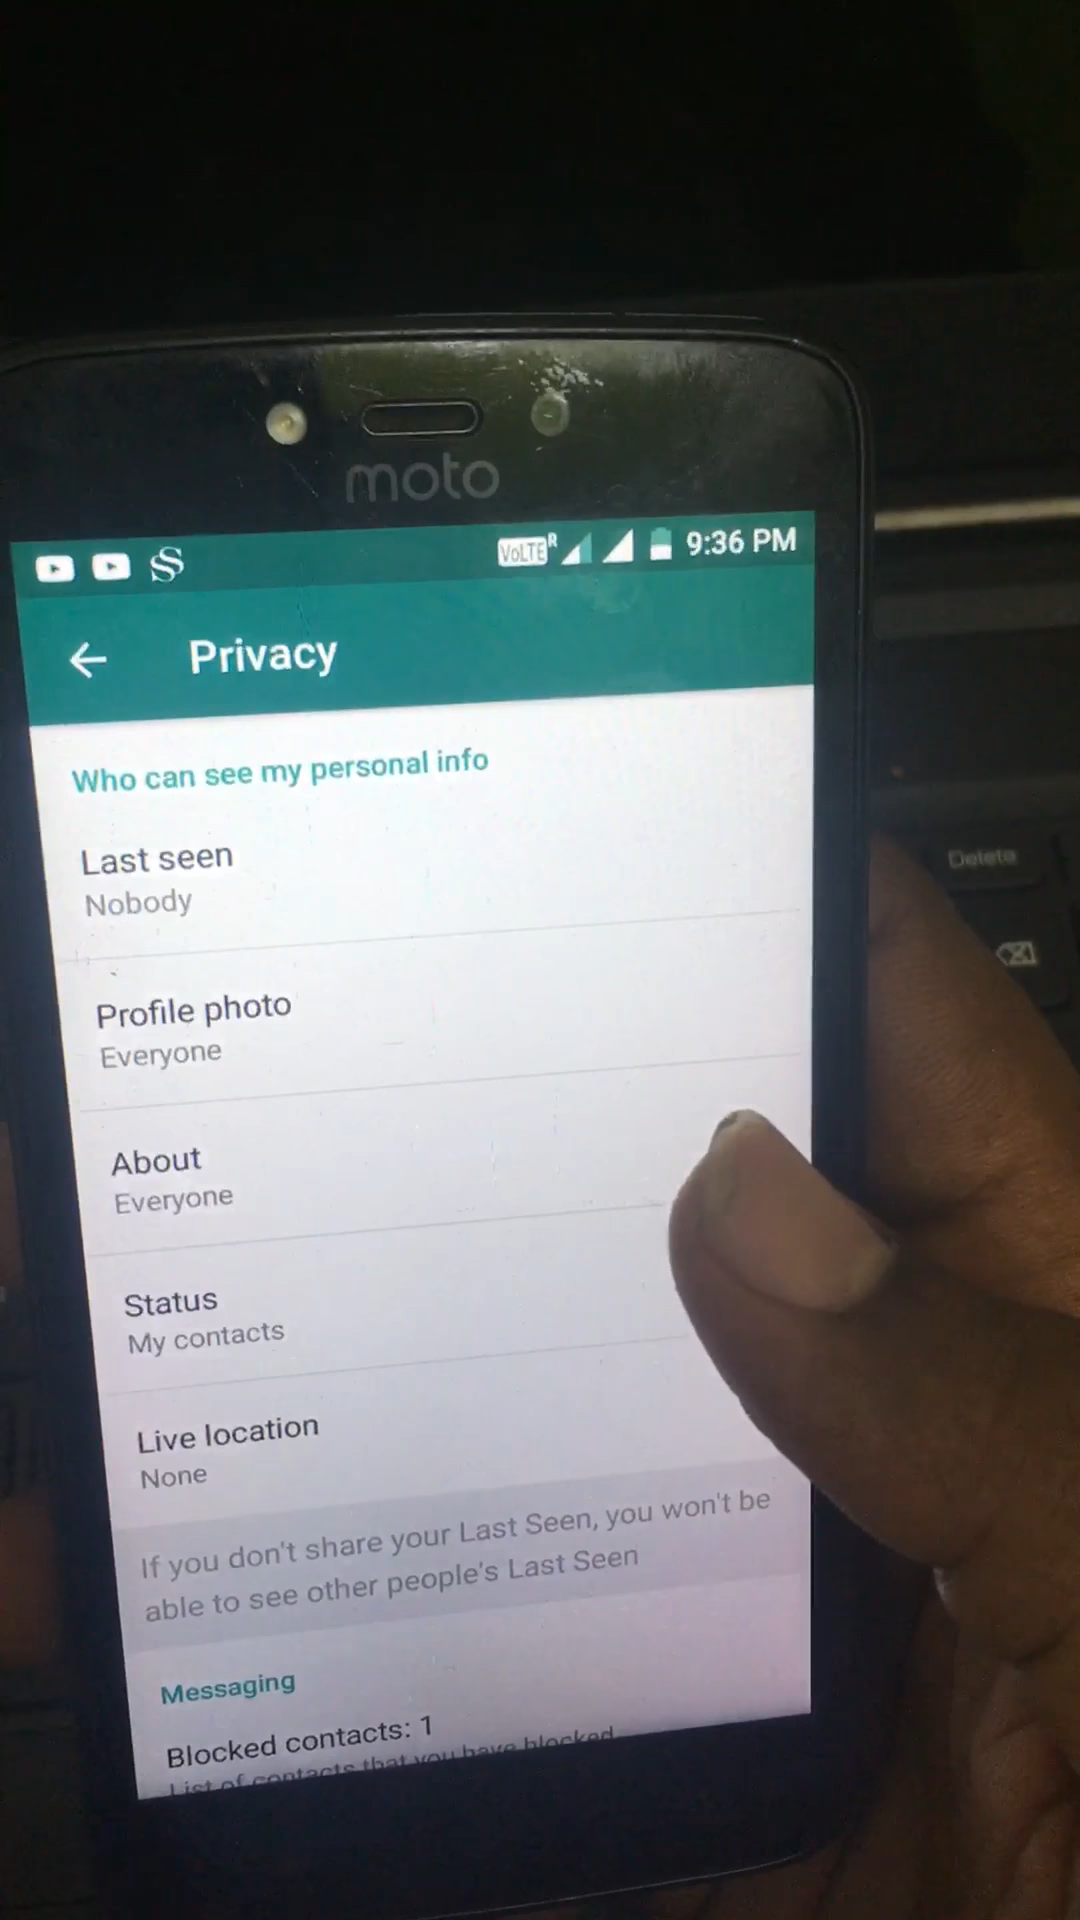 moto
VoLTE R 9:36 PM
Privacy
Who can see my personal info
Last seen
Nobody
Profile photo
Everyone
About
Everyone
Status
My contacts
Live location
None
If you don't share your Last Seen, you won't be
able to see other people's Last Seen
Messaging
Blocked contacts: 1
List of contacts that you have blocked
Delete